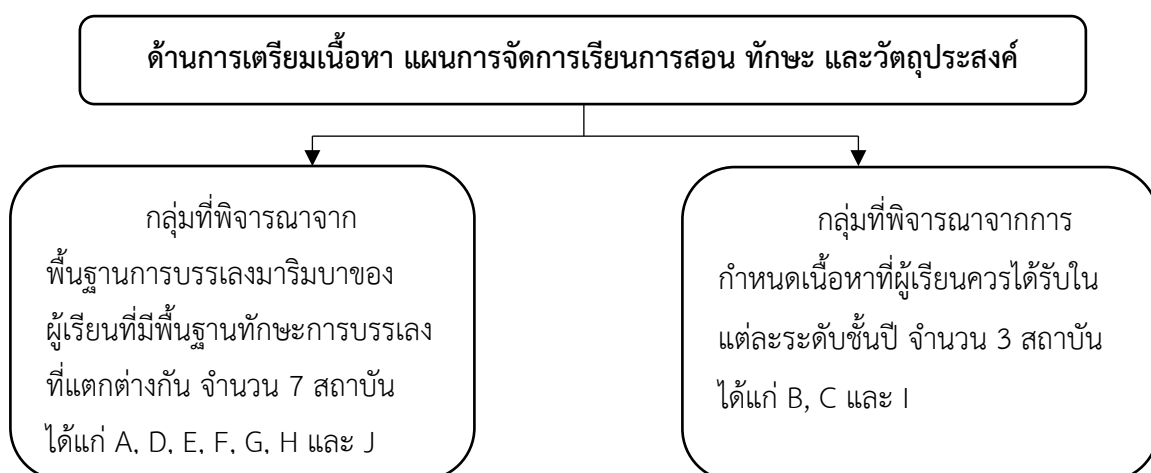 ด้านการเตรียมเนื้อหา แผนการจัดการเรียนการสอน ทักษะ และวัตถุประสงค์
กลุ่มที่พิจารณาจาก
พื้นฐานการบรรเลงมาริมบาของ
ผู้เรียนที่มีพื้นฐานทักษะการบรรเลง
ที่แตกต่างกัน จำนวน 7 สถาบัน
ได้แก่ A, D, E, F, G, H และ J
กลุ่มที่พิจารณาจากการ
กำหนดเนื้อหาที่ผู้เรียนควรได้รับใน
แต่ละระดับชั้นปี จำนวน 3 สถาบัน
ได้แก่ B, C และ I